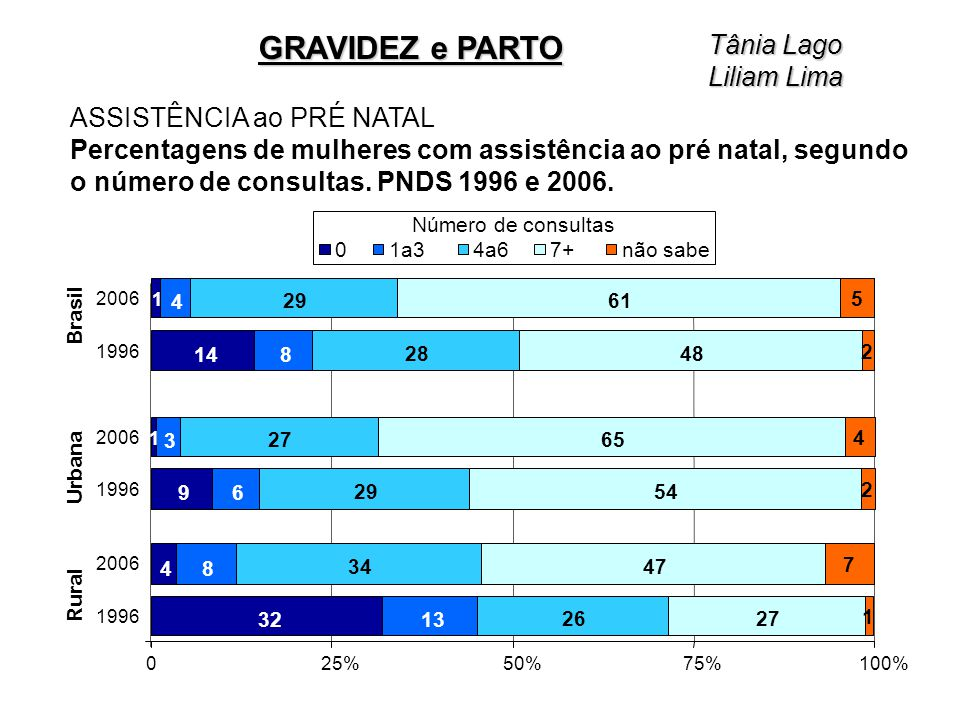 GRAVIDEZ e PARTO
Tânia Lago
Liliam Lima
ASSISTÊNCIA ao PRÉ NATAL
Percentagens de mulheres com assistência ao pré natal, segundo
o número de consultas. PNDS 1996 e 2006.
Número de consultas
0 1a3 4a6 7+ não sabe
Brasil
2006 1 4 29 61 5
1996 14 8 28 48 2
Urbana
2006 1 3 27 65 4
1996 9 6 29 54 2
Rural
2006 4 8 34 47 7
1996 32 13 26 27 1
0 25% 50% 75% 100%